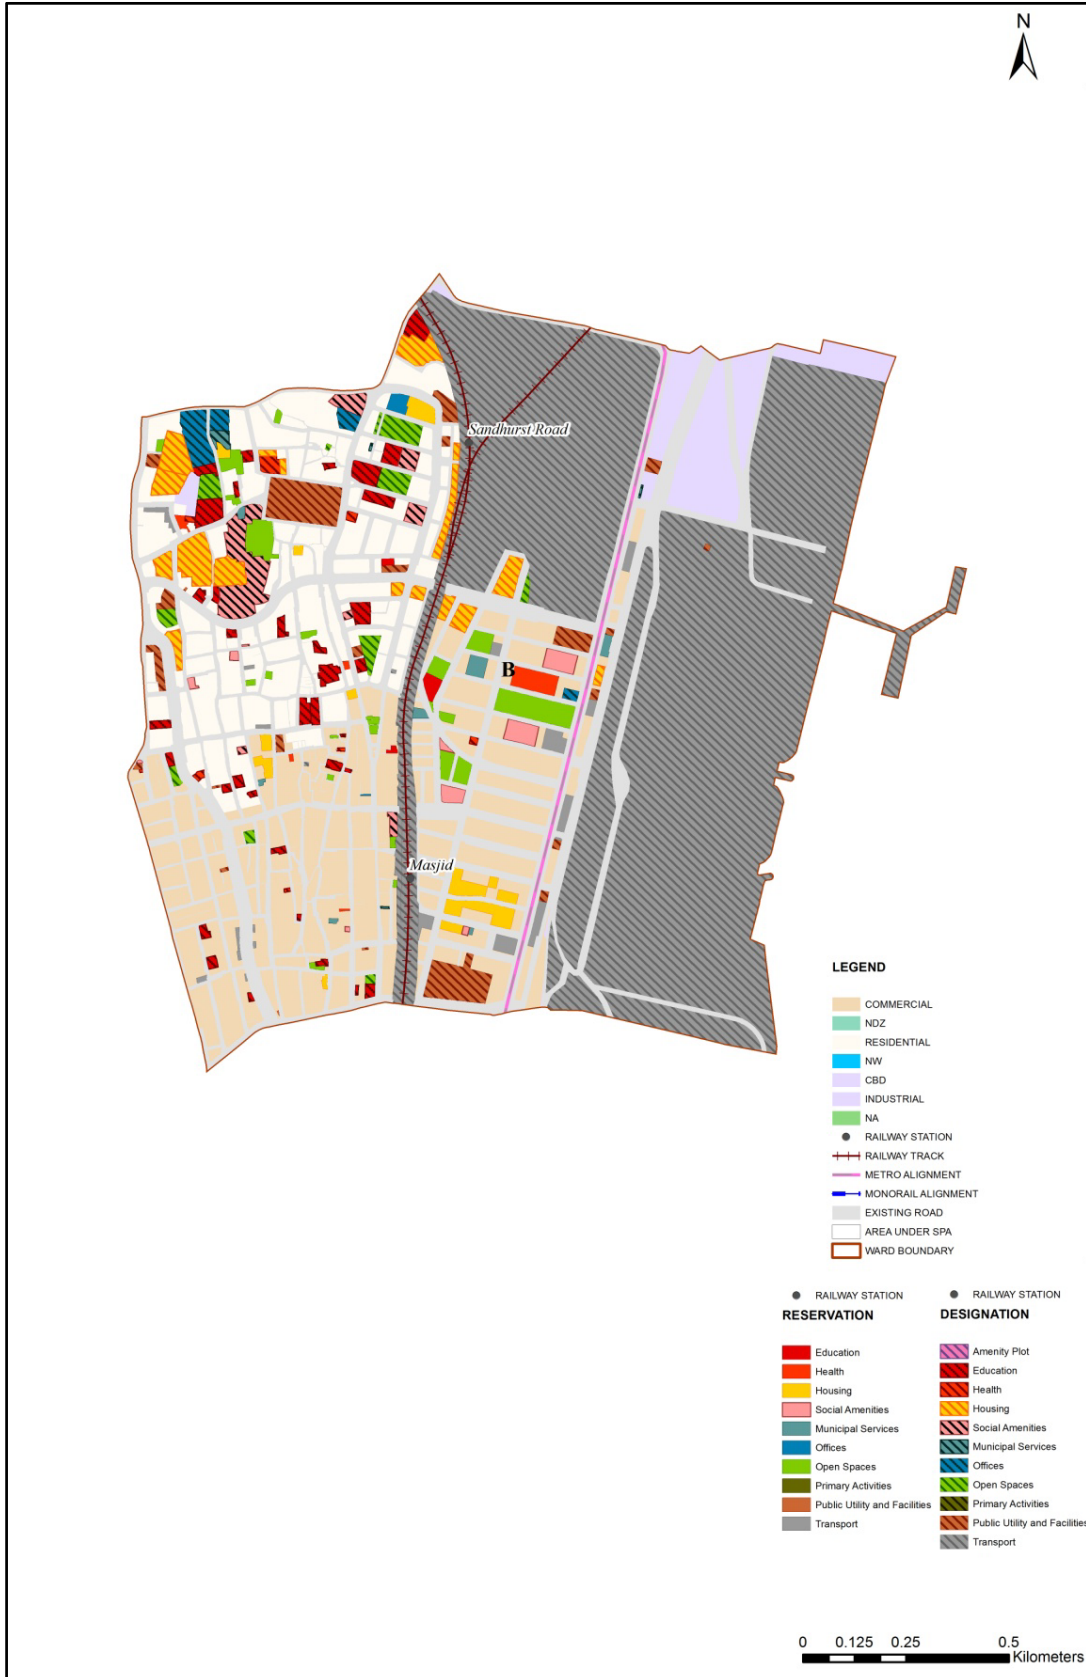 N
Sandhurst Road
B
Masjid
LEGEND
COMMERCIAL
NDZ
RESIDENTIAL
NW
CBD
INDUSTRIAL
NA
RAILWAY STATION
RAILWAY TRACK
METRO ALIGNMENT
MONORAIL ALIGNMENT
EXISTING ROAD
AREA UNDER SPA
WARD BOUNDARY
RAILWAY STATION
RESERVATION
Education
Health
Housing
Social Amenities
Municipal Services
Offices
Open Spaces
Primary Activities
Public Utility and Facilities
Transport
RAILWAY STATION
DESIGNATION
Amenity Plot
Education
Health
Housing
Social Amenities
Municipal Services
Offices
Open Spaces
Primary Activities
Public Utility and Facilities
Transport
0 0.125 0.25 0.5
Kilometers